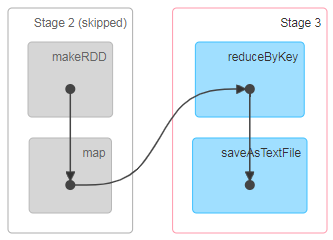 Stage 2 (skipped)
makeRDD
map
Stage 3
reduceByKey
saveAsTextFile